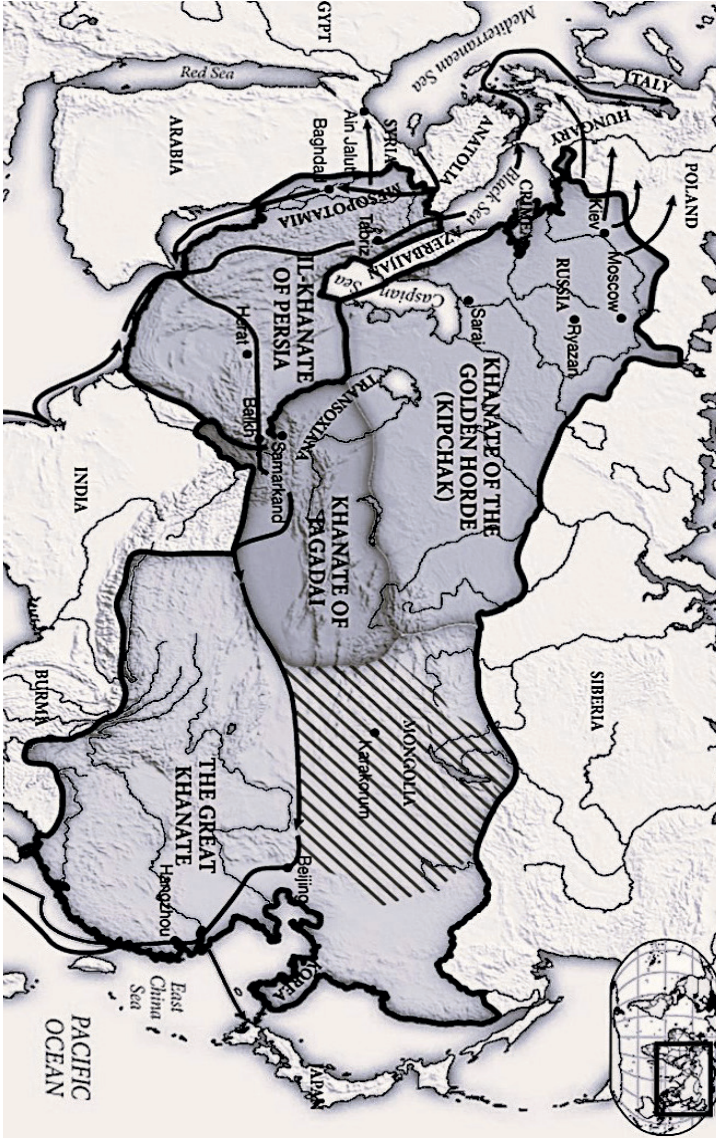 ITALY
HUNGARY
POLAND
Mediterranean Sea
GYPT
Red Sea
Black Sea
CRIMEA
Kiev
Moscow
RUSSIA
Ryazan
ANATOLIA
SYRIA
Ain Jalut
Baghdad
MESOPOTAMIA
Tabriz
AZERBAIJAN
Caspian
Sea
Sarai
ARABIA
IL-KHANATE
OF PERSIA
Herat
Balkh
Samarkand
TRANSOXIANA
KHANATE OF THE
GOLDEN HORDE
(KIPCHAK)
KHANATE OF
JAGADAI
INDIA
SIBERIA
MONGOLIA
Karakorum
THE GREAT
KHANATE
BURMA
Beijing
Hangzhou
KOREA
JAPAN
East
China
Sea
PACIFIC
OCEAN